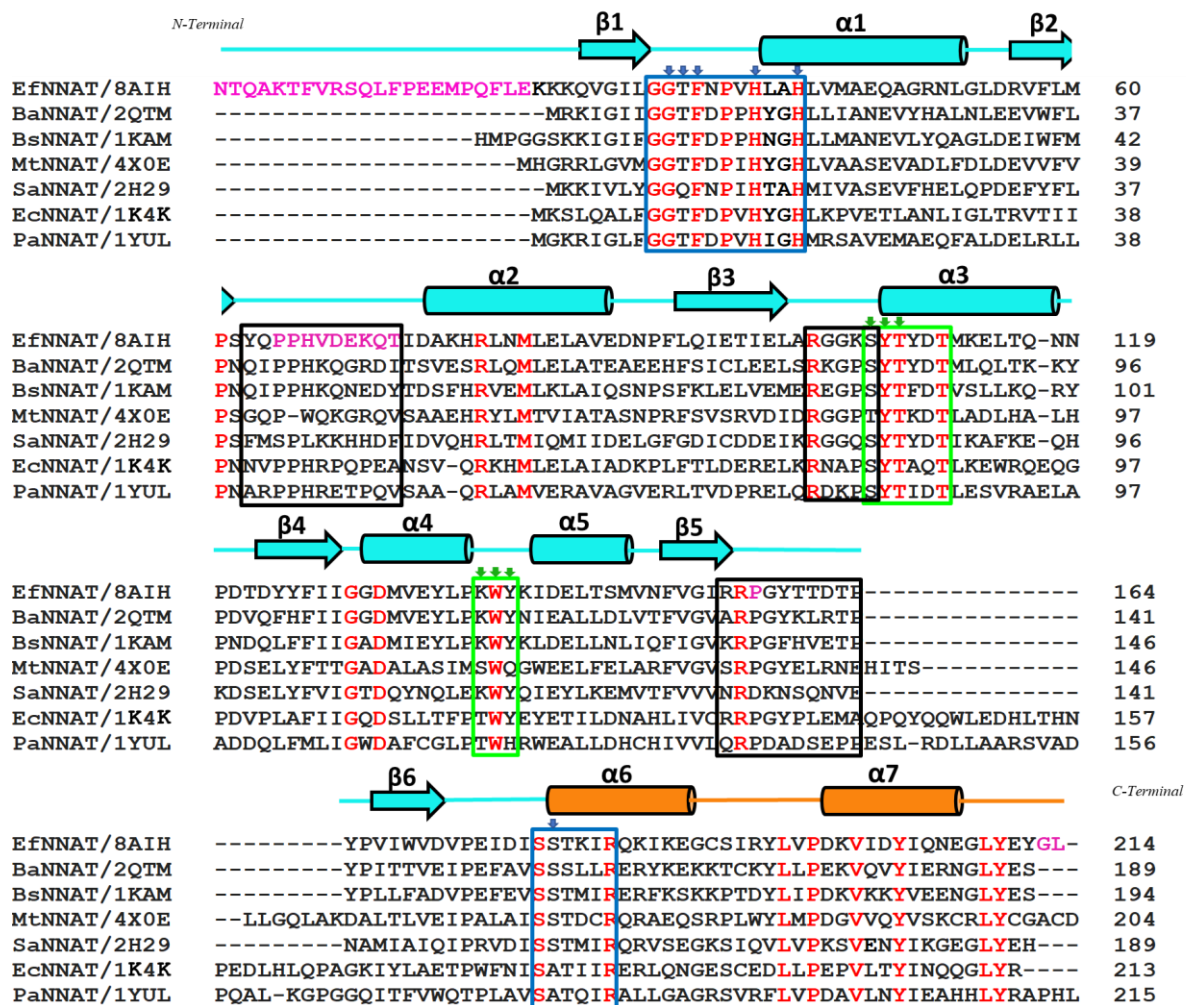 N-Terminal β1 α1 β2
EfNNAT/8AIH NTQAKTFVRSQLFPEEMPQFLEKKKQVGILGGTFNPVHLAHLVMAEQAGRNLGLDRVFLM 60
BaNNAT/2QTM ----------------------MRKIGIIGGTFDPPHYGHLLIANEVYHALNLEEVWFL 37
BsNNAT/1KAM ------------------HMPGGSKKIGIFGGTFDPPHNGHLLMANEVLYQAGLDEIWFM 42
MtNNAT/4X0E ---------------------MHGRRLGVMGGTFDPIHYGHLVAASEVADLFDLDEVVFV 39
SaNNAT/2H29 -----------------------MKKIVLYGGQFNPIHTAHMIVASEVFHELQPDEFYFL 37
EcNNAT/1K4K ----------------------MKSLQALFGGTFDPVHYGHLKPVETLANLIGLTRVTII 38
PaNNAT/1YUL ----------------------MGKRIGLFGGTFDPVHIGHMRSAVEMAEQFALDELRLL 38
α2 β3 α3
EfNNAT/8AIH PSYQPPHVDEKQTIDAKHRLNMLELAVEDNPFLQIETIELARGGKSYTYDTMKELTQ-NN 119
BaNNAT/2QTM PNQIPPHKQGRDITSVESRLQMLELATEAEEHFSICLEELSRKGPSYTYDTMLQLTK-KY 96
BsNNAT/1KAM PNQIPPHKQNEDYTDSFHRVEMLKLAIQSNPSFKLELVEMEREGPSYTFDTVSLLKQ-RY 101
MtNNAT/4X0E PSGQP-WQKGRQVSAAEHRYLMTVIATASNPRFSVSRVDIDRGGPTYTKDTLADLHA-LH 97
SaNNAT/2H29 PSFMSPLKKHHDFIDVQHRLTMIQMIIDELGFGDICDDEIKRGGQSYTYDTIKAFKE-QH 96
EcNNAT/1K4K PNNVPPHRPQPEANSV-QRKHMLELAIADKPLFTLDERELKRNAPSYTAQTLKEWRQEQG 97
PaNNAT/1YUL PNARPPHRETPQVSAA-QRLAMVERAVAGVERLTVDPRELQRDKPSYTIDTLESVRAELA 97
β4 α4 α5 β5
EfNNAT/8AIH PDTDYYFIIGGDMVEYLPKWYKIDELTSMVNFVGIRRPGYTTDTP--------------- 164
BaNNAT/2QTM PDVQFHFIIGGDMVEYLPKWYNIEALLDLVTFVGVARPGYKLRTP--------------- 141
BsNNAT/1KAM PNDQLFFIIGADMIEYLPKWYKLDELLNLIQFIGVKRPGFHVETP--------------- 146
MtNNAT/4X0E PDSELYFTTGADALASIMSWQGWEELFELARFVGVSRPGYELRNEHITS----------- 146
SaNNAT/2H29 KDSELYFVIGTDQYNQLEKWYQIEYLKEMVTFVVVNRDKNSQNVE--------------- 141
EcNNAT/1K4K PDVPLAFIIGQDSLLTFPTWYEYETILDNAHLIVCRRPGYPLEMAQPQYQQWLEDHLTHN 157
PaNNAT/1YUL ADDQLFMLIGWDAFCGLPTWHRWEALLDHCHIVVLQRPDADSEPPESL-RDLLAARSVAD 156
β6 α6 α7 C-Terminal
EfNNAT/8AIH ---------YPVIWVDVPEIDISSTKIRQKIKEGCSIRYLVPDKVIDYIQNEGLYEYGL- 214
BaNNAT/2QTM ---------YPITTVEIPEFAVSSSLLRERYKEKKTCKYLLPEKVQVYIERNGLYES--- 189
BsNNAT/1KAM ---------YPLLFADVPEFEVSSTMIRERFKSKKPTDYLIPDKVKKYVEENGLYES--- 194
MtNNAT/4X0E --LLGQLAKDALTLVEIPALAISSTDCRQRAEQSRPLWYLMPDGVVQYVSKCRLYCGACD 204
SaNNAT/2H29 ---------NAMIAIQIPRVDISSTMIRQRVSEGKSIQVLVPKSVENYIKGEGLYEH--- 189
EcNNAT/1K4K PEDLHLQPAGKIYLAETPWFNISATIIRERLQNGESCEDLLPEPVLTYINQQGLYR---- 213
PaNNAT/1YUL PQAL-KGPGGQITFVWQTPLAVSATQIRALLGAGRSVRFLVPDAVLNYIEAHHLYRAPHL 215